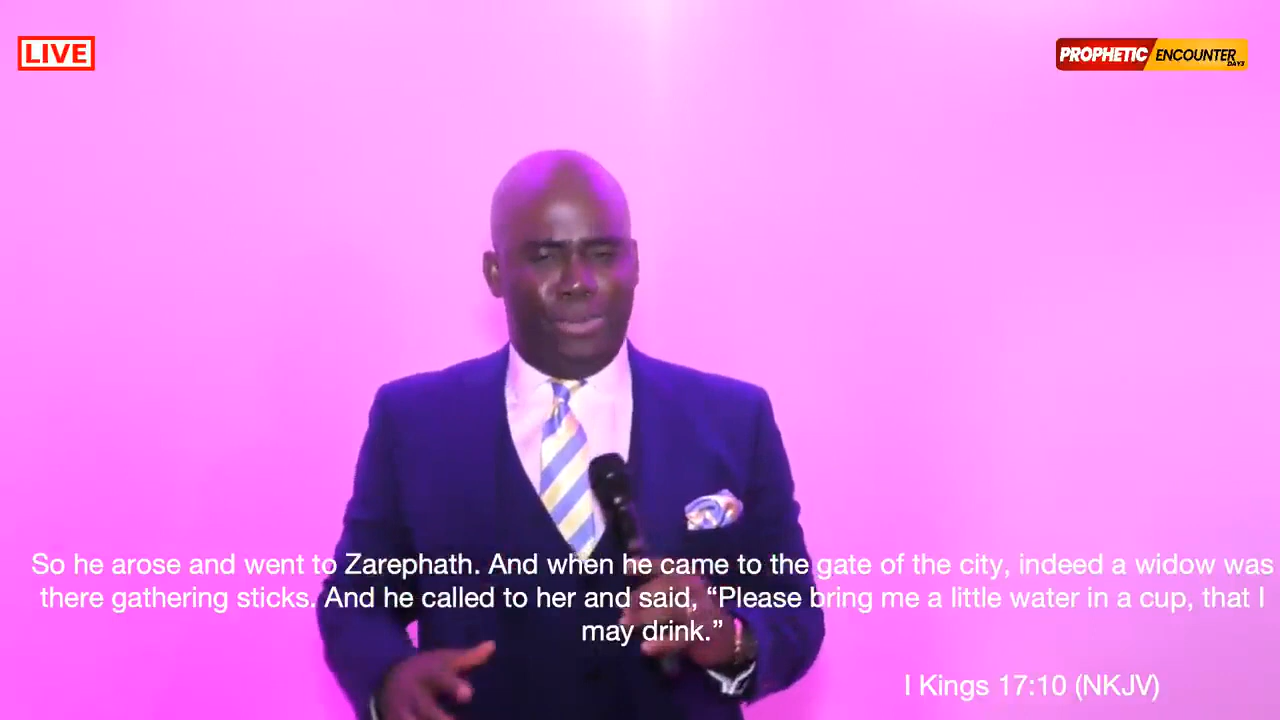 LIVE
PROPHETIC ENCOUNTER
DAY3
So he arose and went to Zarephath. And when he came to the gate of the city, indeed a widow was
there gathering sticks. And he called to her and said, “Please bring me a little water in a cup, that I
may drink.”
I Kings 17:10 (NKJV)